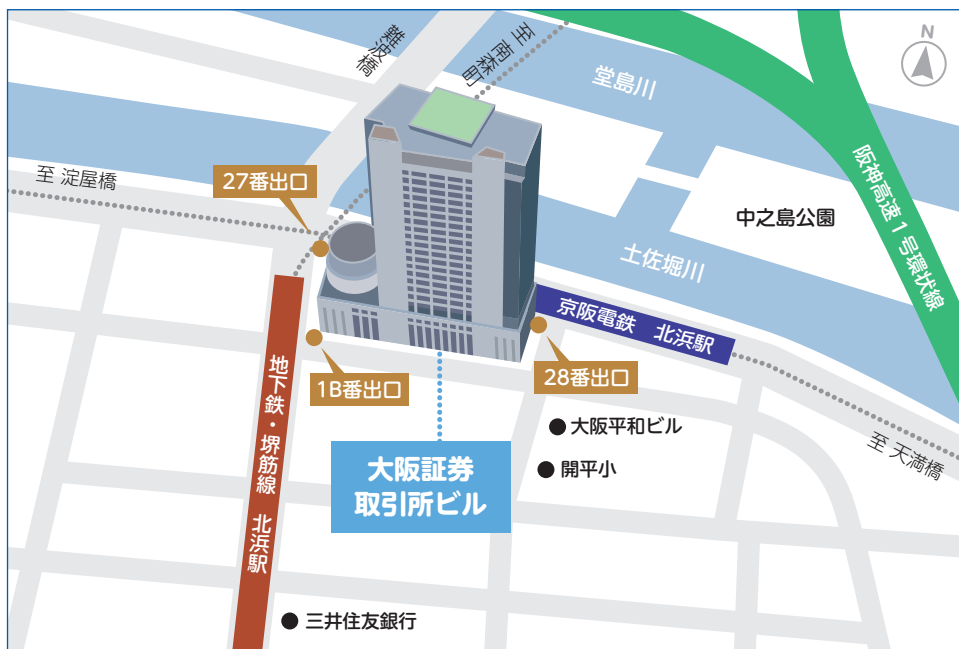 難波橋
至 南森町
N
堂島川
阪神高速1号環状線
至 淀屋橋
27番出口
中之島公園
土佐堀川
京阪電鉄 北浜駅
地下鉄・堺筋線 北浜駅
1B番出口
28番出口
大阪平和ビル
至 天満橋
大阪証券
取引所ビル
開平小
三井住友銀行